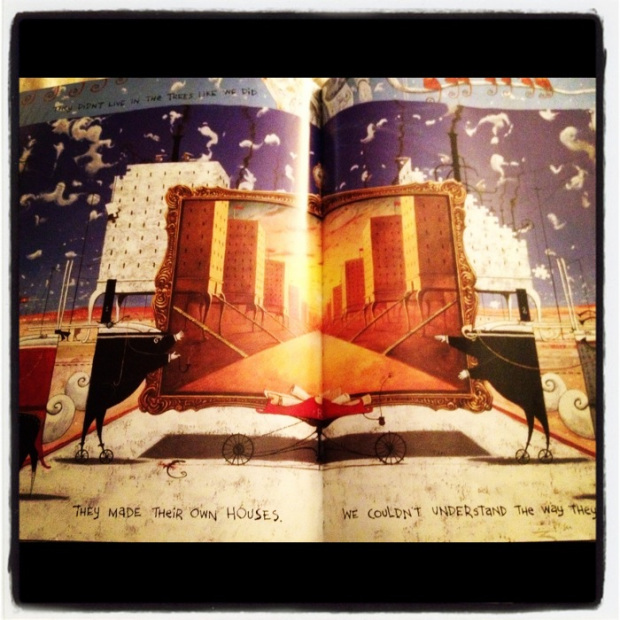 THEY DIDN'T LIVE IN THE TREES LIKE WE DID.
THEY MADE THEIR OWN HOUSES.
WE COULDN'T UNDERSTAND THE WAY THEY